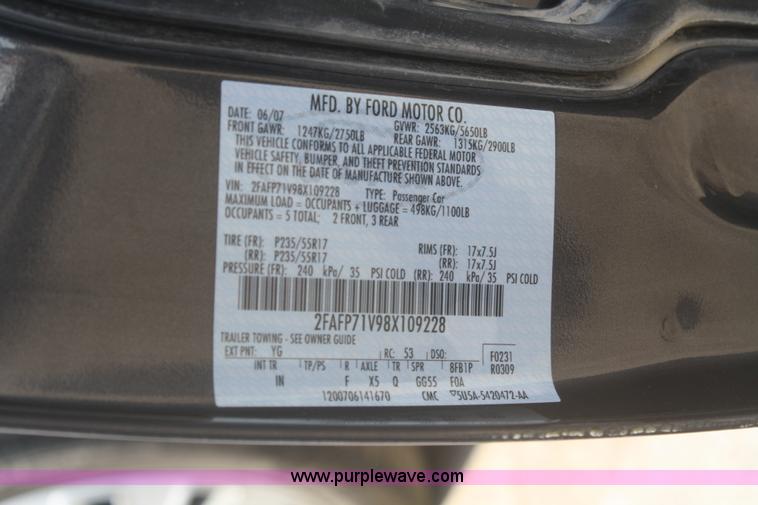 MFD. BY FORD MOTOR CO.
DATE: 06/07 GVWR: 2563KG/5650LB
FRONT GAWR: 1247KG/2750LB REAR GAWR: 1315KG/2900LB
THIS VEHICLE CONFORMS TO ALL APPLICABLE FEDERAL MOTOR
VEHICLE SAFETY, BUMPER, AND THEFT PREVENTION STANDARDS
IN EFFECT ON THE DATE OF MANUFACTURE SHOWN ABOVE.
VIN: 2FAFP71V98X109228 TYPE: Passenger Car
MAXIMUM LOAD = OCCUPANTS + LUGGAGE = 498KG/1100LB
OCCUPANTS = 5 TOTAL; 2 FRONT, 3 REAR
TIRE (FR): P235/55R17 RIMS (FR): 17x7.5J
(RR): P235/55R17 (RR): 17x7.5J
PRESSURE (FR): 240 kPa/ 35 PSI COLD (RR): 240 kPa/ 35 PSI COLD
2FAFP71V98X109228
TRAILER TOWING - SEE OWNER GUIDE
EXT PNT: YG RC: 53 DSO: F0231
INT TR TP/PS R AXLE TR SPR BFB1P R0309
IN F X5 Q GG55 F0A
1200706141670 CMC ▽5U5A-5420472-AA
www.purplewave.com